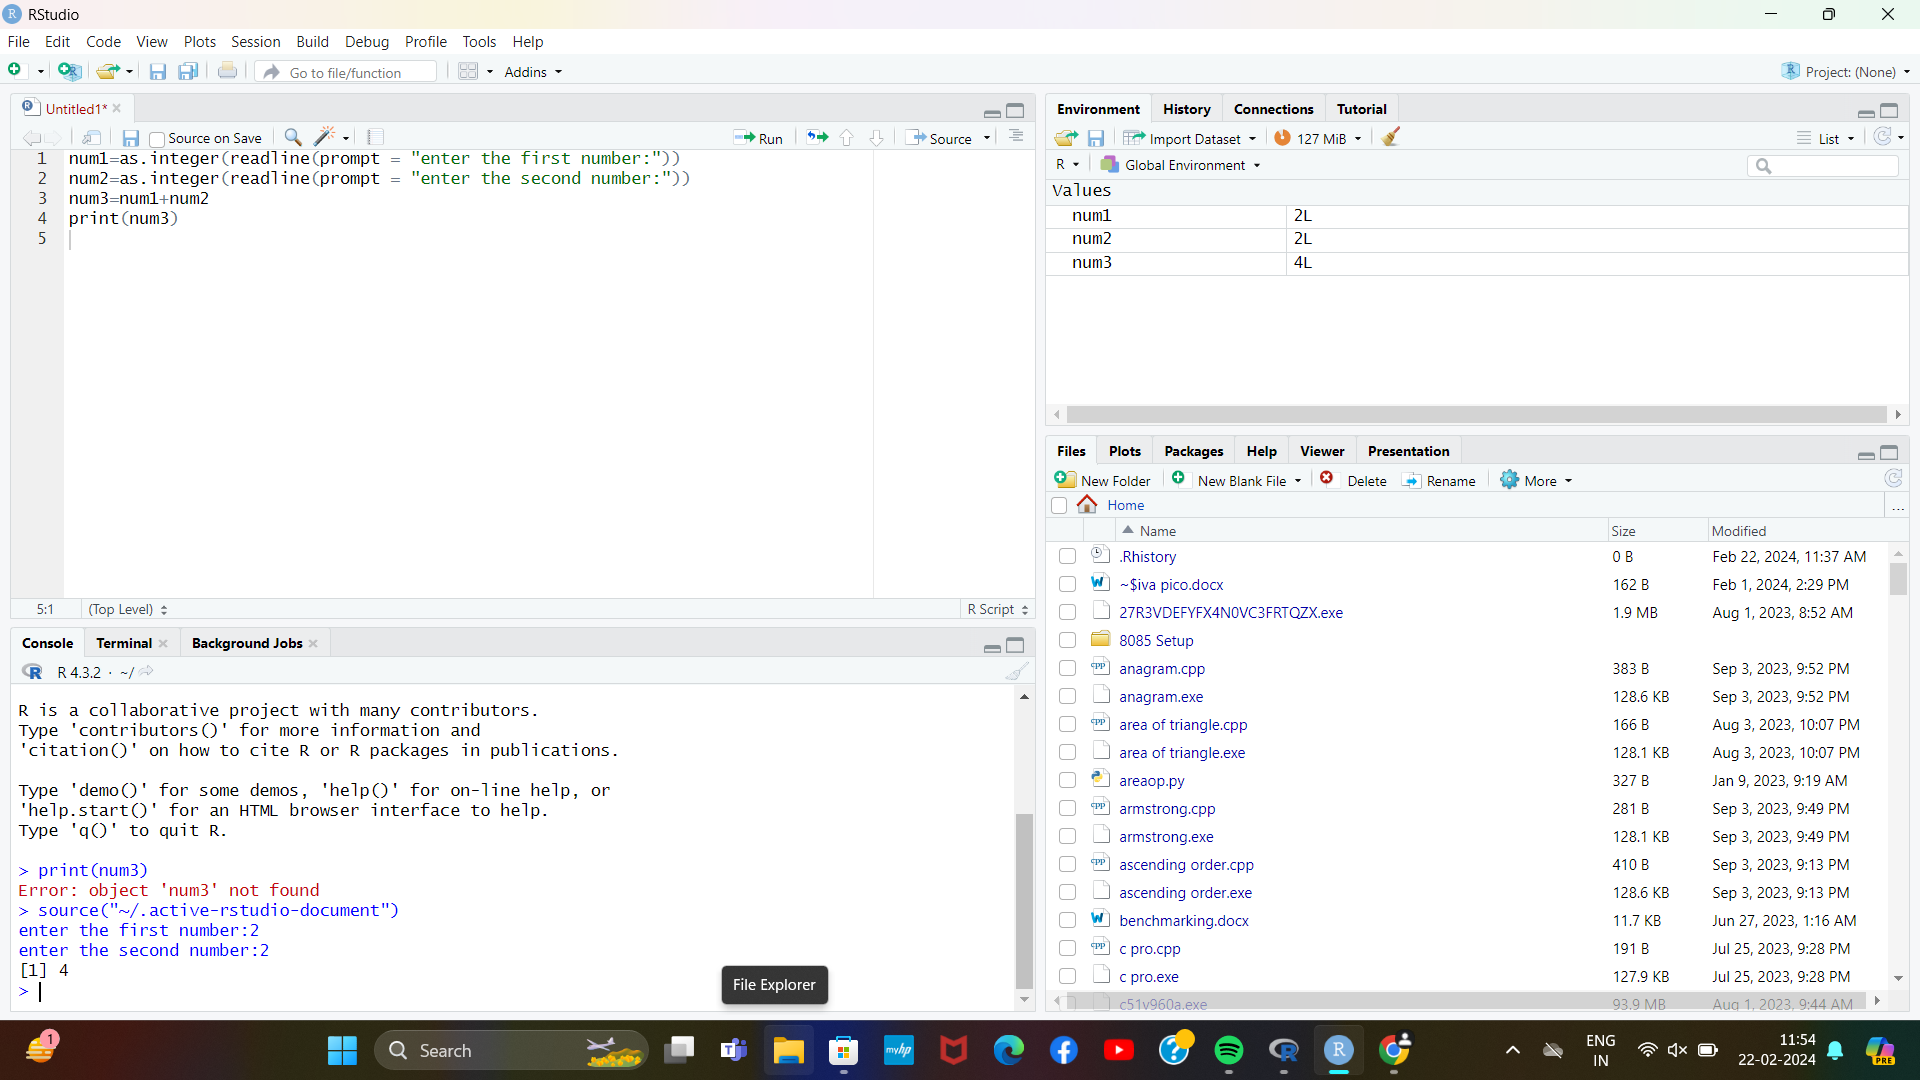 RStudio
File Edit Code View Plots Session Build Debug Profile Tools Help
Go to file/function Addins Project: (None)
Untitled1*
Source on Save Run Source
1 num1=as.integer(readline(prompt = "enter the first number:"))
2 num2=as.integer(readline(prompt = "enter the second number:"))
3 num3=num1+num2
4 print(num3)
5
5:1 (Top Level) R Script
Console Terminal Background Jobs
R 4.3.2 · ~/
R is a collaborative project with many contributors.
Type 'contributors()' for more information and
'citation()' on how to cite R or R packages in publications.
Type 'demo()' for some demos, 'help()' for on-line help, or
'help.start()' for an HTML browser interface to help.
Type 'q()' to quit R.
> print(num3)
Error: object 'num3' not found
> source("~/.active-rstudio-document")
enter the first number:2
enter the second number:2
[1] 4
>
Environment History Connections Tutorial
Import Dataset 127 MiB List
R Global Environment
Values
num1 2L
num2 2L
num3 4L
Files Plots Packages Help Viewer Presentation
New Folder New Blank File Delete Rename More
Home ...
Name Size Modified
.Rhistory 0 B Feb 22, 2024, 11:37 AM
~$iva pico.docx 162 B Feb 1, 2024, 2:29 PM
27R3VDEFYFX4N0VC3FRTQZX.exe 1.9 MB Aug 1, 2023, 8:52 AM
8085 Setup
anagram.cpp 383 B Sep 3, 2023, 9:52 PM
anagram.exe 128.6 KB Sep 3, 2023, 9:52 PM
area of triangle.cpp 166 B Aug 3, 2023, 10:07 PM
area of triangle.exe 128.1 KB Aug 3, 2023, 10:07 PM
areaop.py 327 B Jan 9, 2023, 9:19 AM
armstrong.cpp 281 B Sep 3, 2023, 9:49 PM
armstrong.exe 128.1 KB Sep 3, 2023, 9:49 PM
ascending order.cpp 410 B Sep 3, 2023, 9:13 PM
ascending order.exe 128.6 KB Sep 3, 2023, 9:13 PM
benchmarking.docx 11.7 KB Jun 27, 2023, 1:16 AM
c pro.cpp 191 B Jul 25, 2023, 9:28 PM
c pro.exe 127.9 KB Jul 25, 2023, 9:28 PM
c51v960a.exe 93.9 MB Aug 1, 2023, 9:44 AM
File Explorer
1 Search myhp ENG IN 11:54 22-02-2024 PRE